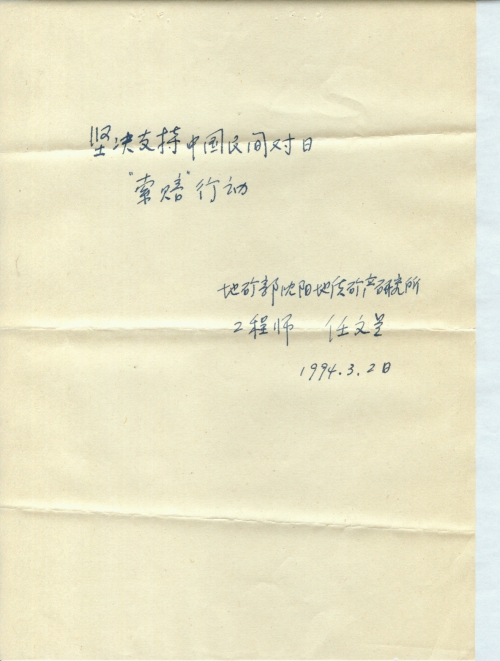 坚决支持中国民间对日
"索赔"行动
地矿部沈阳地质矿产研究所
工程师 任文
1994.3.2日